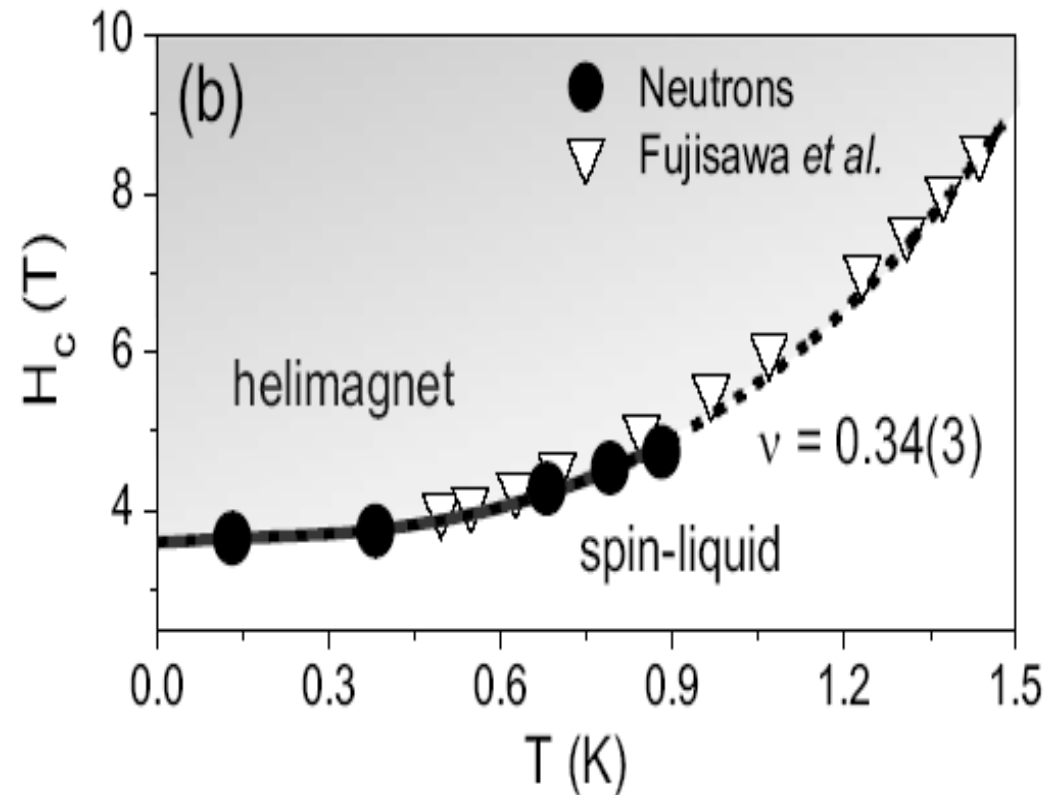 10
(b)
Neutrons
Fujisawa et al.
8
H_c (T)
6
helimagnet
ν = 0.34(3)
4
spin-liquid
0.0 0.3 0.6 0.9 1.2 1.5
T (K)